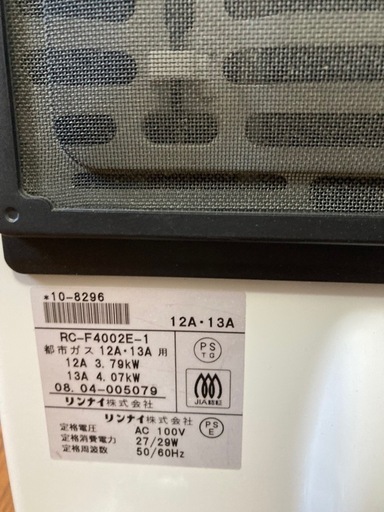 *10-8296
12A・13A
RC-F4002E-1
都市ガス 12A・13A 用
12A 3.79kW
13A 4.07kW
08.04-005079
リンナイ株式会社
PS
TG
JIA認証
リンナイ株式会社
定格電圧 AC 100V
定格消費電力 27/29W
定格周波数 50/60Hz
PS
E